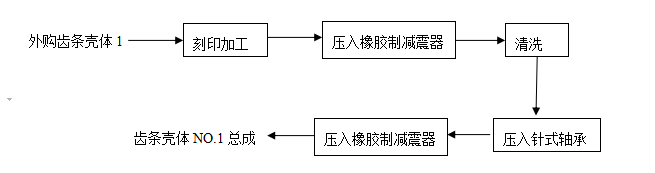 外购齿条壳体 1
刻印加工
压入橡胶制减震器
清洗
压入针式轴承
压入橡胶制减震器
齿条壳体 NO.1 总成